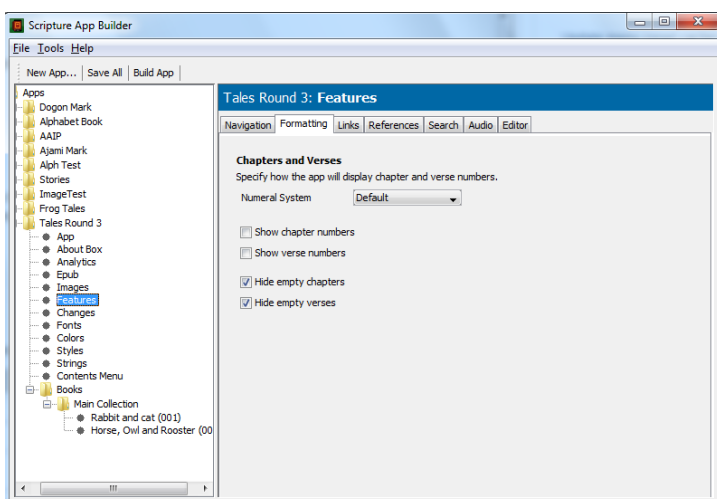 Scripture App Builder
File Tools Help
New App... Save All Build App
Apps
Dogon Mark
Alphabet Book
AAIP
Ajami Mark
Alph Test
Stories
ImageTest
Frog Tales
Tales Round 3
App
About Box
Analytics
Epub
Images
Features
Changes
Fonts
Colors
Styles
Strings
Contents Menu
Books
Main Collection
Rabbit and cat (001)
Horse, Owl and Rooster (00
Tales Round 3: Features
Navigation Formatting Links References Search Audio Editor
Chapters and Verses
Specify how the app will display chapter and verse numbers.
Numeral System Default
Show chapter numbers
Show verse numbers
Hide empty chapters
Hide empty verses